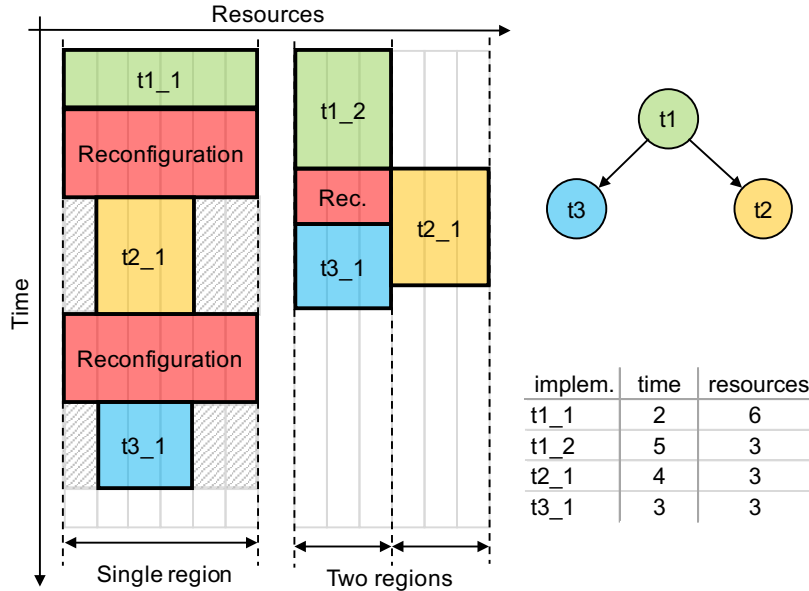 Resources
Time
t1_1
Reconfiguration
t2_1
Reconfiguration
t3_1
Single region
t1_2
Rec.
t2_1
t3_1
Two regions
t1
t3
t2
implem. time resources
t1_1 2 6
t1_2 5 3
t2_1 4 3
t3_1 3 3